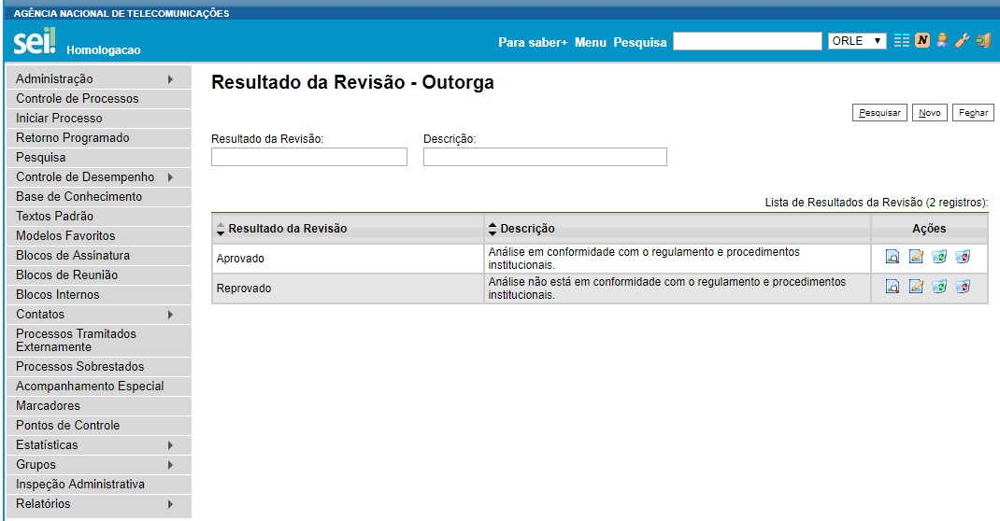 AGÊNCIA NACIONAL DE TELECOMUNICAÇÕES
sei! Homologacao
Para saber+ Menu Pesquisa ORLE N
Administração
Controle de Processos
Iniciar Processo
Retorno Programado
Pesquisa
Controle de Desempenho
Base de Conhecimento
Textos Padrão
Modelos Favoritos
Blocos de Assinatura
Blocos de Reunião
Blocos Internos
Contatos
Processos Tramitados
Externamente
Processos Sobrestados
Acompanhamento Especial
Marcadores
Pontos de Controle
Estatísticas
Grupos
Inspeção Administrativa
Relatórios
Resultado da Revisão - Outorga
Pesquisar Novo Fechar
Resultado da Revisão: Descrição:
Lista de Resultados da Revisão (2 registros):
Resultado da Revisão Descrição Ações
Aprovado
Análise em conformidade com o regulamento e procedimentos
institucionais.
Reprovado
Análise não está em conformidade com o regulamento e procedimentos
institucionais.